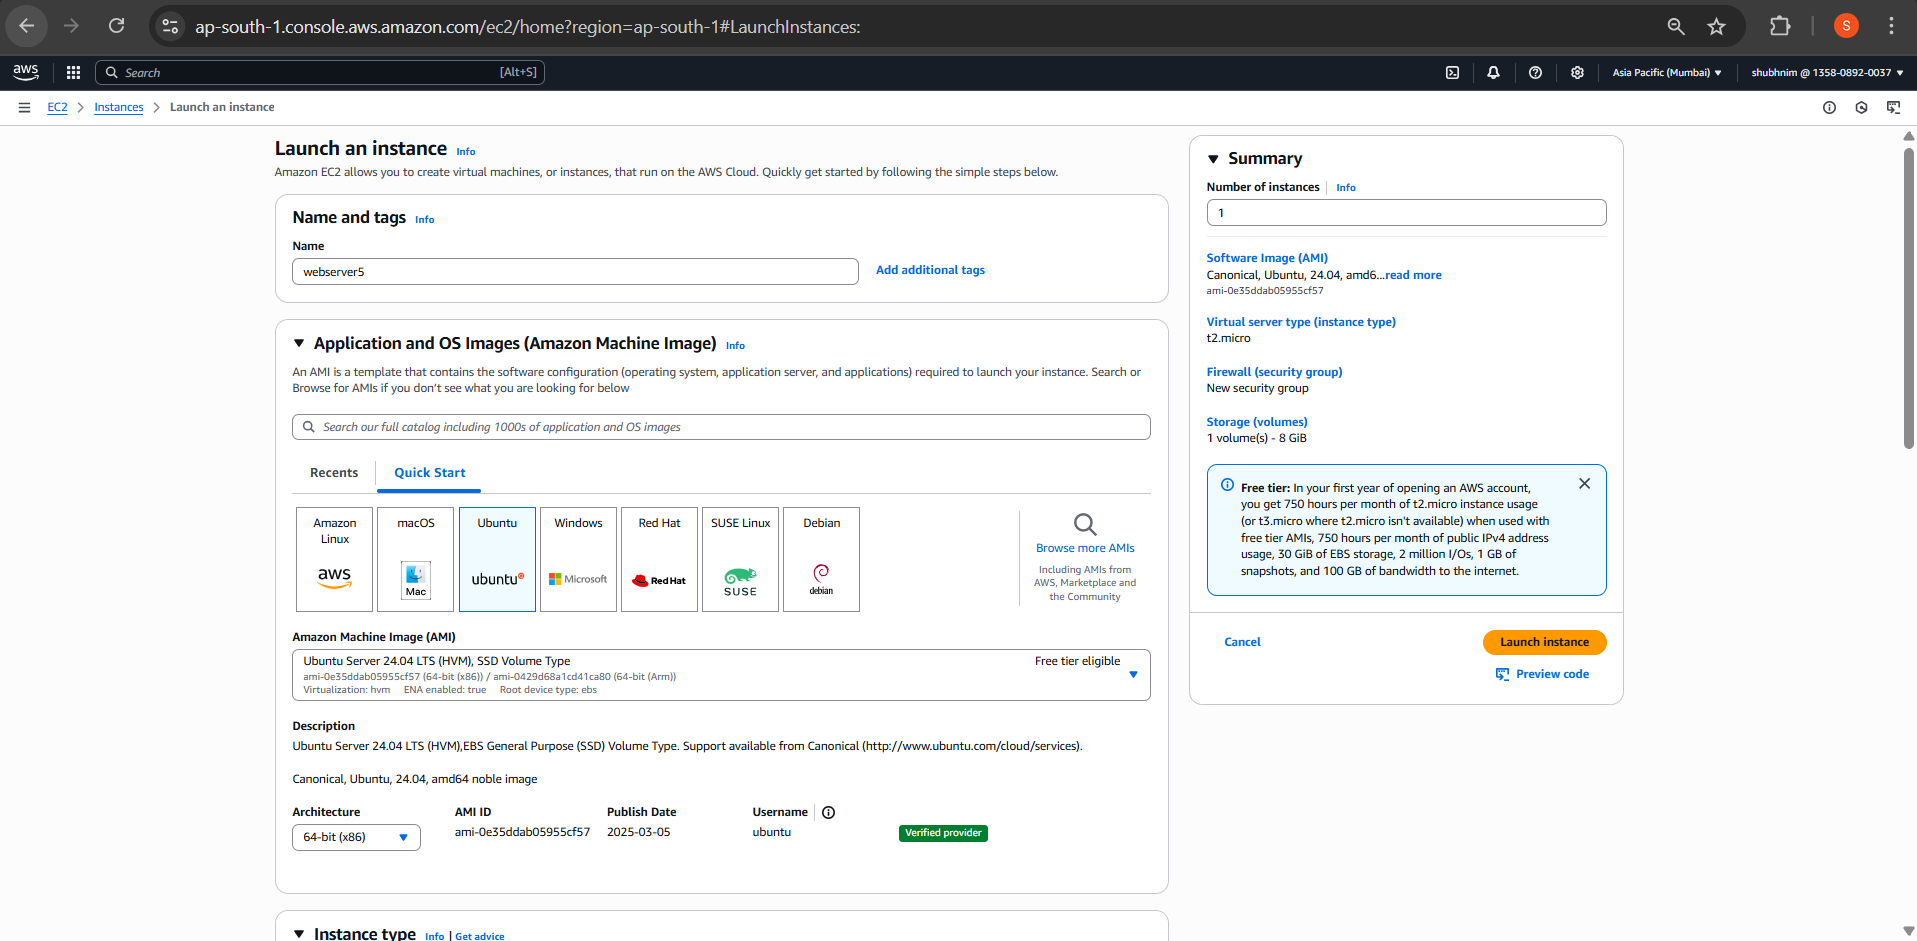 ap-south-1.console.aws.amazon.com/ec2/home?region=ap-south-1#LaunchInstances:
S
aws
Search
[Alt+S]
Asia Pacific (Mumbai)
shubhnim @ 1358-0892-0037
EC2
Instances
Launch an instance
Launch an instance
Info
Amazon EC2 allows you to create virtual machines, or instances, that run on the AWS Cloud. Quickly get started by following the simple steps below.
Name and tags
Info
Name
webserver5
Add additional tags
Application and OS Images (Amazon Machine Image)
Info
An AMI is a template that contains the software configuration (operating system, application server, and applications) required to launch your instance. Search or
Browse for AMIs if you don't see what you are looking for below
Search our full catalog including 1000s of application and OS images
Recents
Quick Start
Amazon
Linux
aws
macOS
Mac
Ubuntu
ubuntu
Windows
Microsoft
Red Hat
Red Hat
SUSE Linux
SUSE
Debian
debian
Browse more AMIs
Including AMIs from
AWS, Marketplace and
the Community
Amazon Machine Image (AMI)
Ubuntu Server 24.04 LTS (HVM), SSD Volume Type
Free tier eligible
ami-0e35ddab05955cf57 (64-bit (x86)) / ami-0429d68a1cd41ca80 (64-bit (Arm))
Virtualization: hvm
ENA enabled: true
Root device type: ebs
Description
Ubuntu Server 24.04 LTS (HVM),EBS General Purpose (SSD) Volume Type. Support available from Canonical (http://www.ubuntu.com/cloud/services).
Canonical, Ubuntu, 24.04, amd64 noble image
Architecture
64-bit (x86)
AMI ID
ami-0e35ddab05955cf57
Publish Date
2025-03-05
Username
ubuntu
Verified provider
Instance type
Info
Get advice
Summary
Number of instances
Info
1
Software Image (AMI)
Canonical, Ubuntu, 24.04, amd6...read more
ami-0e35ddab05955cf57
Virtual server type (instance type)
t2.micro
Firewall (security group)
New security group
Storage (volumes)
1 volume(s) - 8 GiB
Free tier: In your first year of opening an AWS account,
you get 750 hours per month of t2.micro instance usage
(or t3.micro where t2.micro isn't available) when used with
free tier AMIs, 750 hours per month of public IPv4 address
usage, 30 GiB of EBS storage, 2 million I/Os, 1 GB of
snapshots, and 100 GB of bandwidth to the internet.
Cancel
Launch instance
Preview code